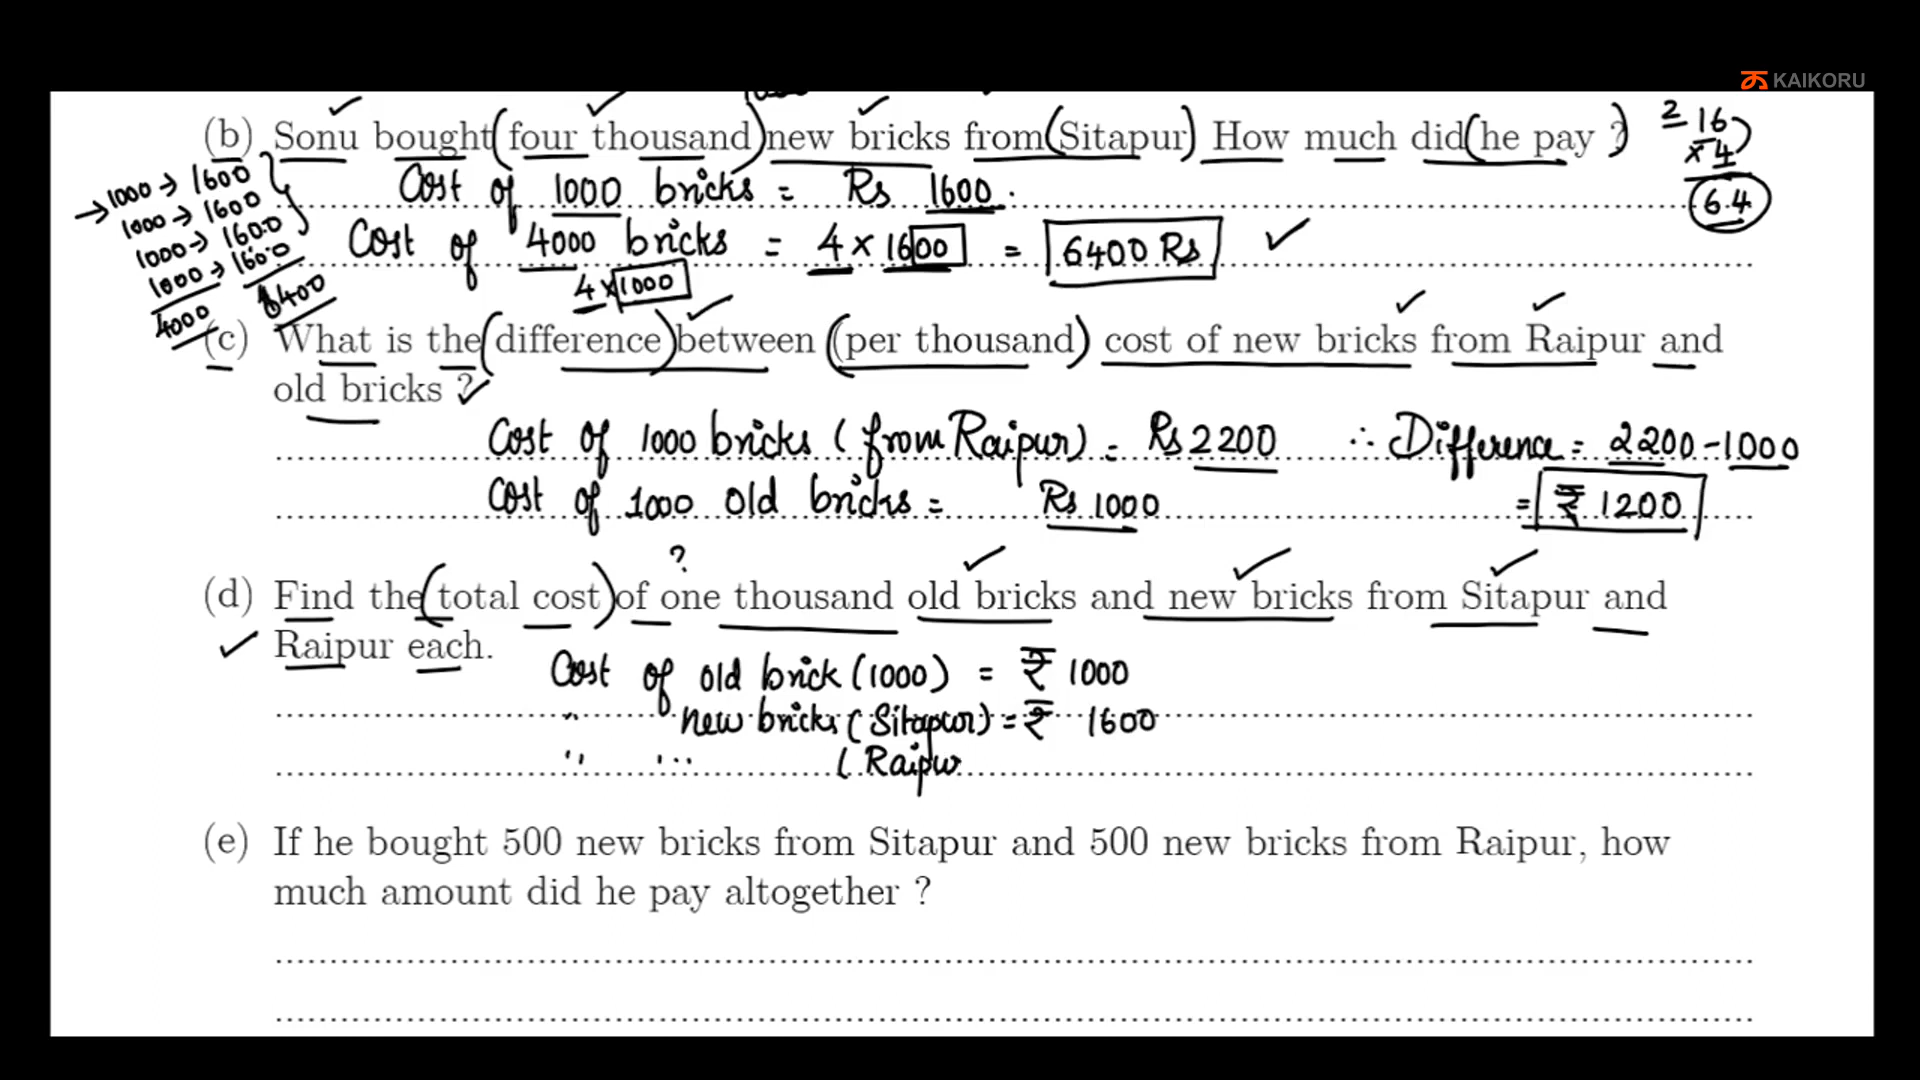 KAIKORU
(b) Sonu bought four thousand new bricks from Sitapur. How much did he pay ?
2 16
× 4
64
1000 → 1600
1000 → 1600
1000 → 1600
1000 → 1600
4000 6400
Cost of 1000 bricks = Rs 1600.
Cost of 4000 bricks = 4 × 1600 = 6400 Rs
4 × 1000
(c) What is the difference between (per thousand) cost of new bricks from Raipur and
old bricks ?
Cost of 1000 bricks (from Raipur) = Rs 2200 ∴ Difference = 2200 - 1000
Cost of 1000 old bricks = Rs 1000 = ₹ 1200
?
(d) Find the total cost of one thousand old bricks and new bricks from Sitapur and
Raipur each.
Cost of old brick (1000) = ₹ 1000
" new bricks (Sitapur) = ₹ 1600
" ... (Raipur
(e) If he bought 500 new bricks from Sitapur and 500 new bricks from Raipur, how
much amount did he pay altogether ?